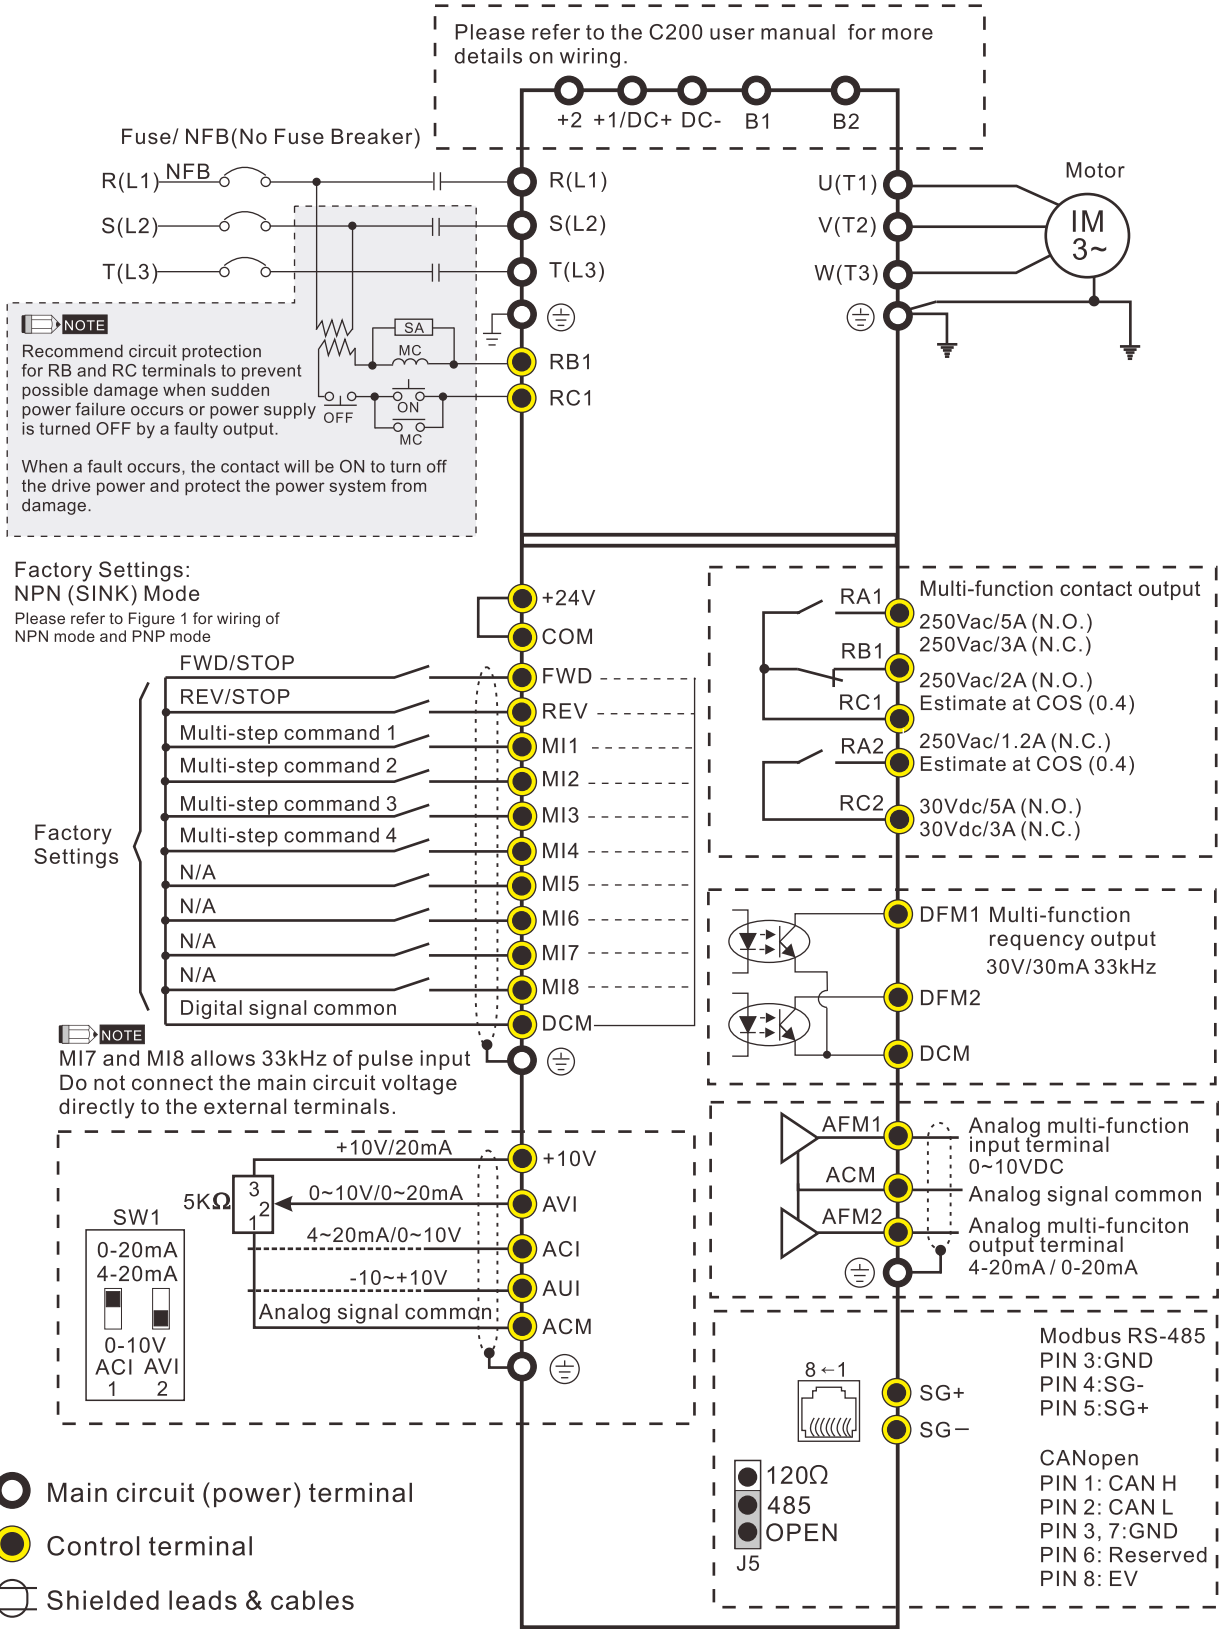 Please refer to the C200 user manual for more
details on wiring.
+2 +1/DC+ DC- B1 B2
Fuse/ NFB(No Fuse Breaker)
R(L1) NFB
S(L2)
T(L3)
R(L1)
S(L2)
T(L3)
RB1
RC1
U(T1)
V(T2)
W(T3)
Motor
IM
3~
SA
MC
ON
OFF
MC
NOTE
Recommend circuit protection
for RB and RC terminals to prevent
possible damage when sudden
power failure occurs or power supply
is turned OFF by a faulty output.
When a fault occurs, the contact will be ON to turn off
the drive power and protect the power system from
damage.
Factory Settings:
NPN (SINK) Mode
Please refer to Figure 1 for wiring of
NPN mode and PNP mode
+24V
COM
FWD/STOP
FWD
REV/STOP
REV
Multi-step command 1
MI1
Multi-step command 2
MI2
Multi-step command 3
MI3
Multi-step command 4
MI4
Factory
Settings
N/A
MI5
N/A
MI6
N/A
MI7
N/A
MI8
Digital signal common
DCM
NOTE
MI7 and MI8 allows 33kHz of pulse input
Do not connect the main circuit voltage
directly to the external terminals.
+10V/20mA
+10V
5KΩ
3
2
1
0~10V/0~20mA
AVI
4~20mA/0~10V
ACI
-10~+10V
AUI
Analog signal common
ACM
SW1
0-20mA
4-20mA
0-10V
ACI AVI
1 2
Main circuit (power) terminal
Control terminal
Shielded leads & cables
RA1
RB1
RC1
RA2
RC2
Multi-function contact output
250Vac/5A (N.O.)
250Vac/3A (N.C.)
250Vac/2A (N.O.)
Estimate at COS (0.4)
250Vac/1.2A (N.C.)
Estimate at COS (0.4)
30Vdc/5A (N.O.)
30Vdc/3A (N.C.)
DFM1 Multi-function
requency output
30V/30mA 33kHz
DFM2
DCM
AFM1
ACM
AFM2
Analog multi-function
input terminal
0~10VDC
Analog signal common
Analog multi-funciton
output terminal
4-20mA / 0-20mA
8←1
SG+
SG−
Modbus RS-485
PIN 3:GND
PIN 4:SG-
PIN 5:SG+
CANopen
PIN 1: CAN H
PIN 2: CAN L
PIN 3, 7:GND
PIN 6: Reserved
PIN 8: EV
120Ω
485
OPEN
J5